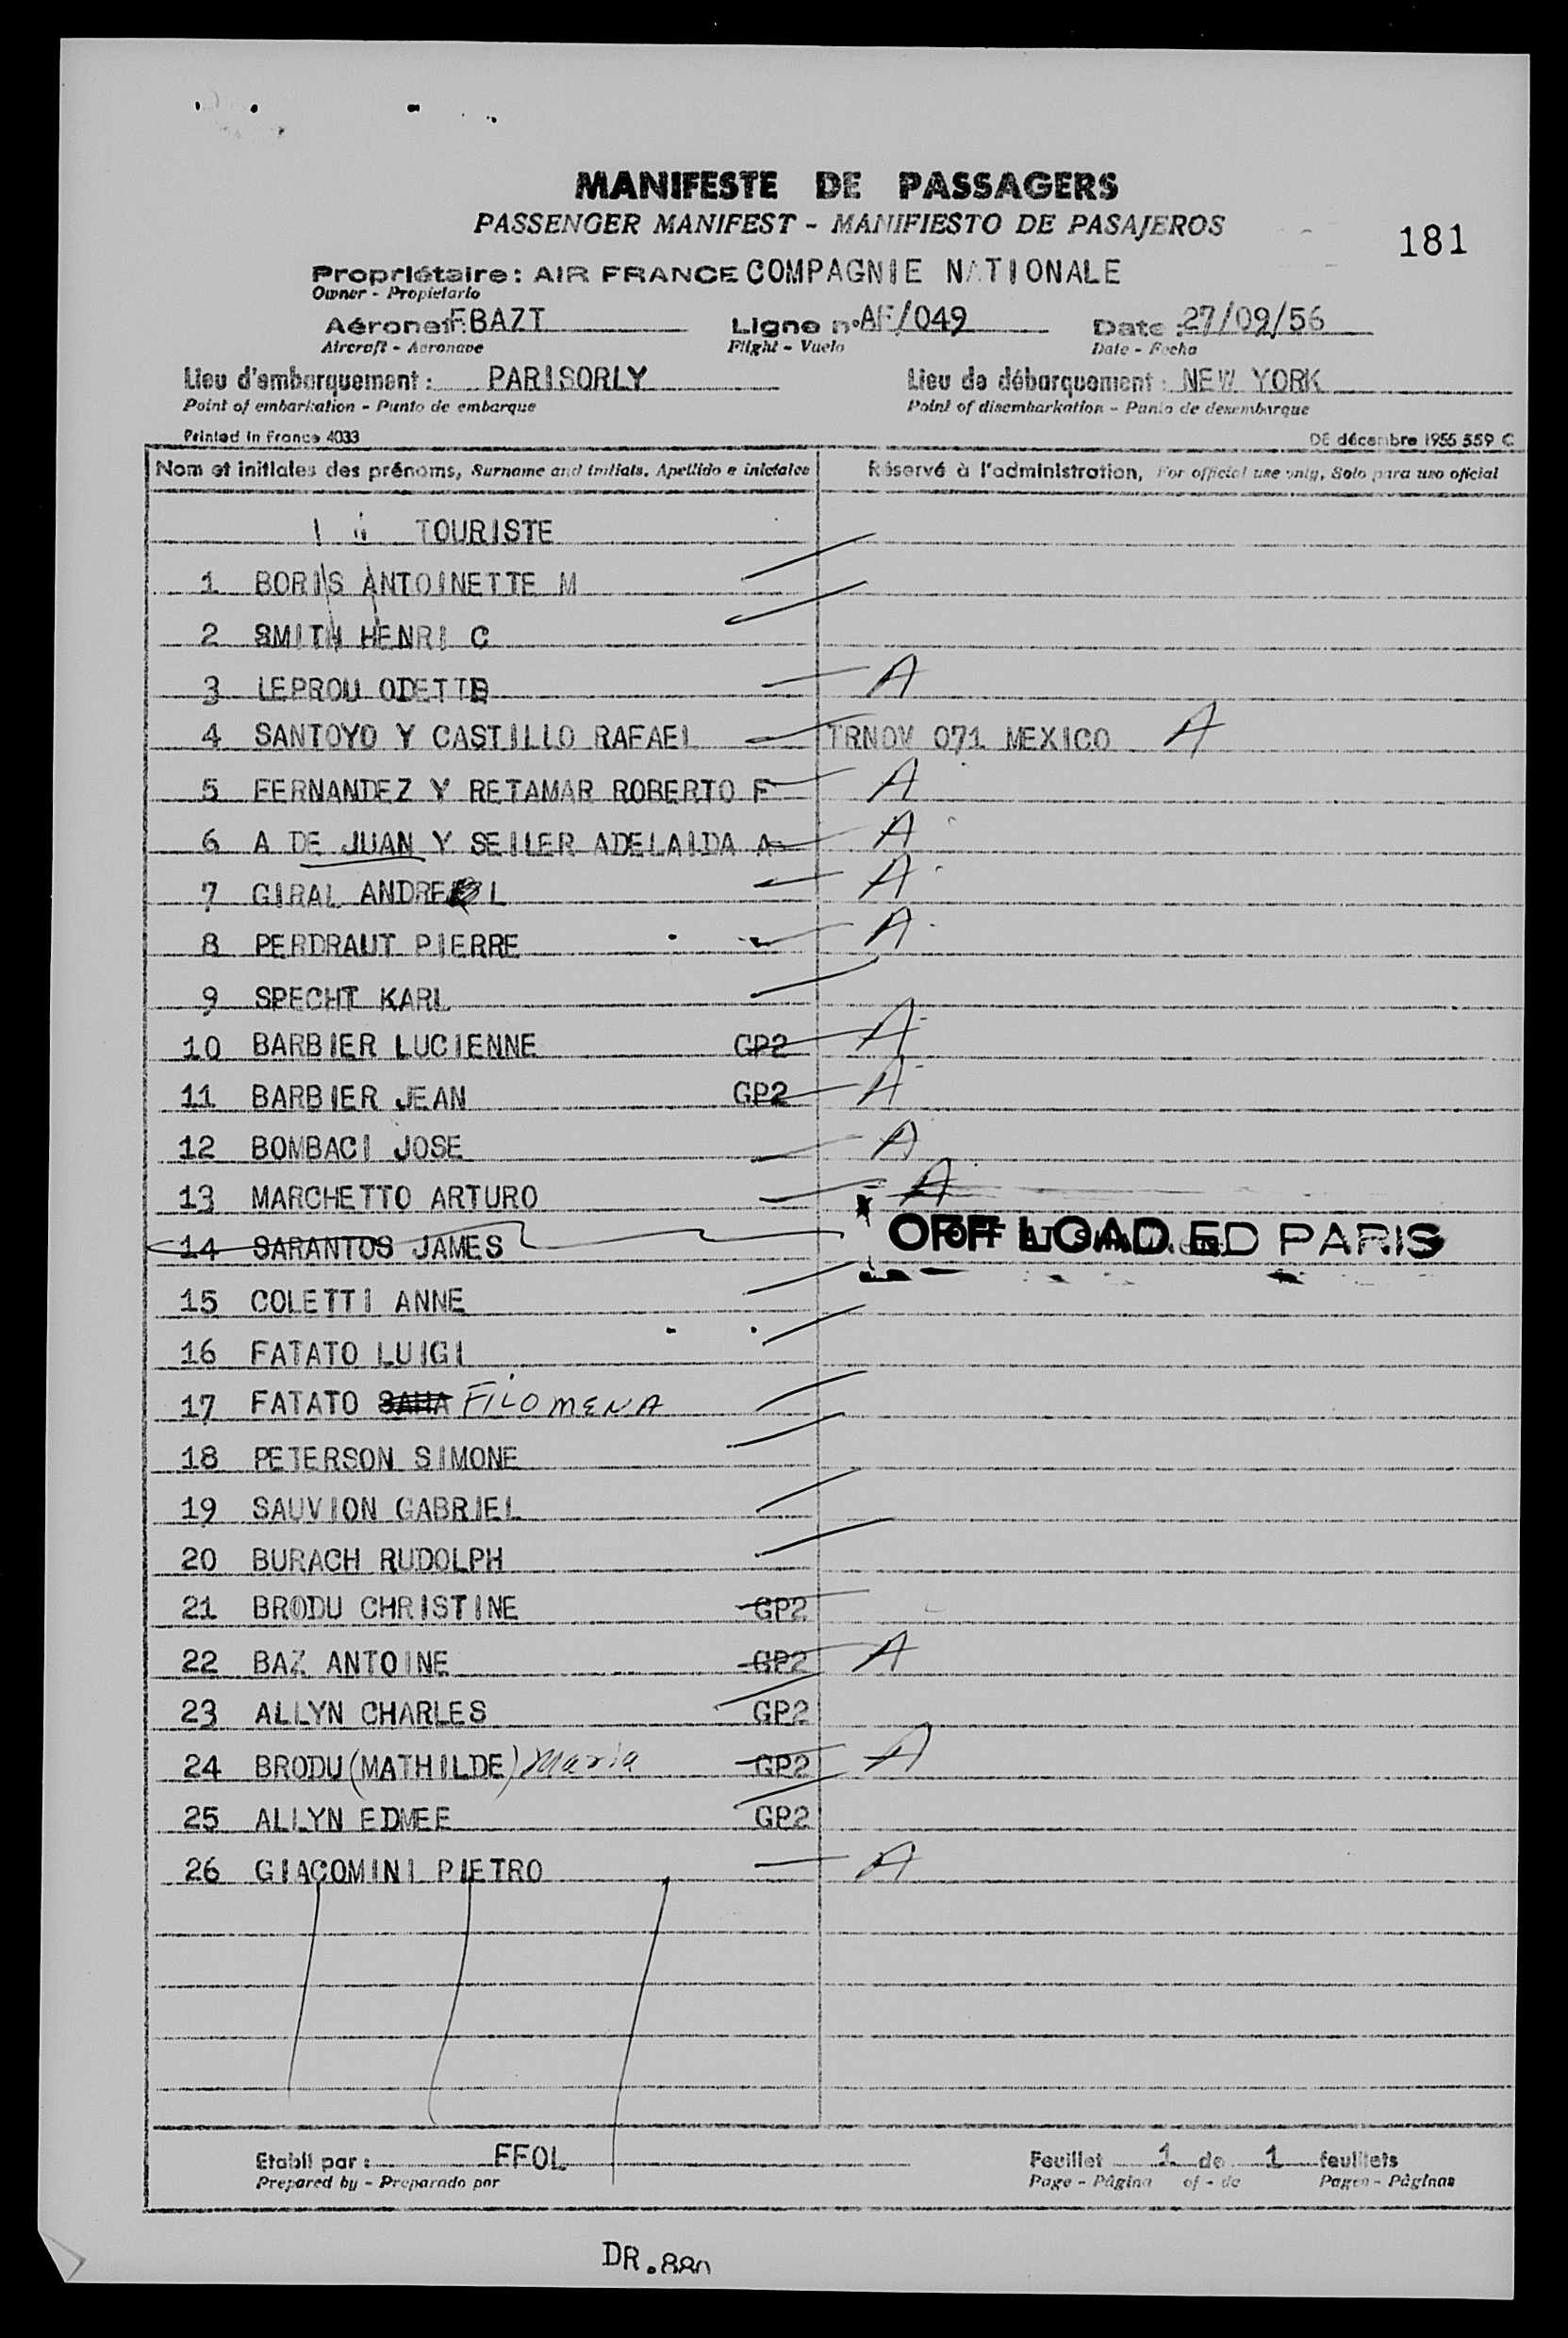 MANIFESTE DE PASSAGERS
PASSENGER MANIFEST - MANIFIESTO DE PASAJEROS
181
Propriétaire: AIR FRANCE COMPAGNIE NATIONALE
Owner - Propietario
Aéronef: FBAZT Ligne n° AF/049 Date : 27/09/56
Aircraft - Aeronave Flight - Vuelo Date - Fecha
Lieu d'embarquement : PARISORLY Lieu de débarquement : NEW YORK
Point of embarkation - Punto de embarque Point of disembarkation - Punto de desembarque
Printed in France 4033 DE décembre 1955 559 C
Nom et initiales des prénoms, Surname and initials, Apellido e iniciales Réservé à l'administration, For official use only, Solo para uso oficial
TOURISTE
1 BORIS ANTOINETTE M
2 SMITH HENRI C
3 LEPROU ODETTE A
4 SANTOYO Y CASTILLO RAFAEL TRNOV 071 MEXICO A
5 FERNANDEZ Y RETAMAR ROBERTO F A
6 A DE JUAN Y SEILER ADELAIDA A A
7 GIRAL ANDRE L A
8 PERDRAUT PIERRE A
9 SPECHT KARL
10 BARBIER LUCIENNE GP2 A
11 BARBIER JEAN GP2 A
12 BOMBACI JOSE A
13 MARCHETTO ARTURO A
14 SARANTOS JAMES OFF LOADED PARIS
15 COLETTI ANNE
16 FATATO LUIGI
17 FATATO FILOMENA
18 PETERSON SIMONE
19 SAUVION GABRIEL
20 BURACH RUDOLPH
21 BRODU CHRISTINE GP2
22 BAZ ANTOINE GP2 A
23 ALLYN CHARLES GP2
24 BRODU (MATHILDE) Maria GP2 A
25 ALLYN EDMEE GP2
26 GIACOMINI PIETRO A
Etabli par : FFOL Feuillet 1 de 1 feuillets
Prepared by - Preparado por Page - Página of - de Pages - Páginas